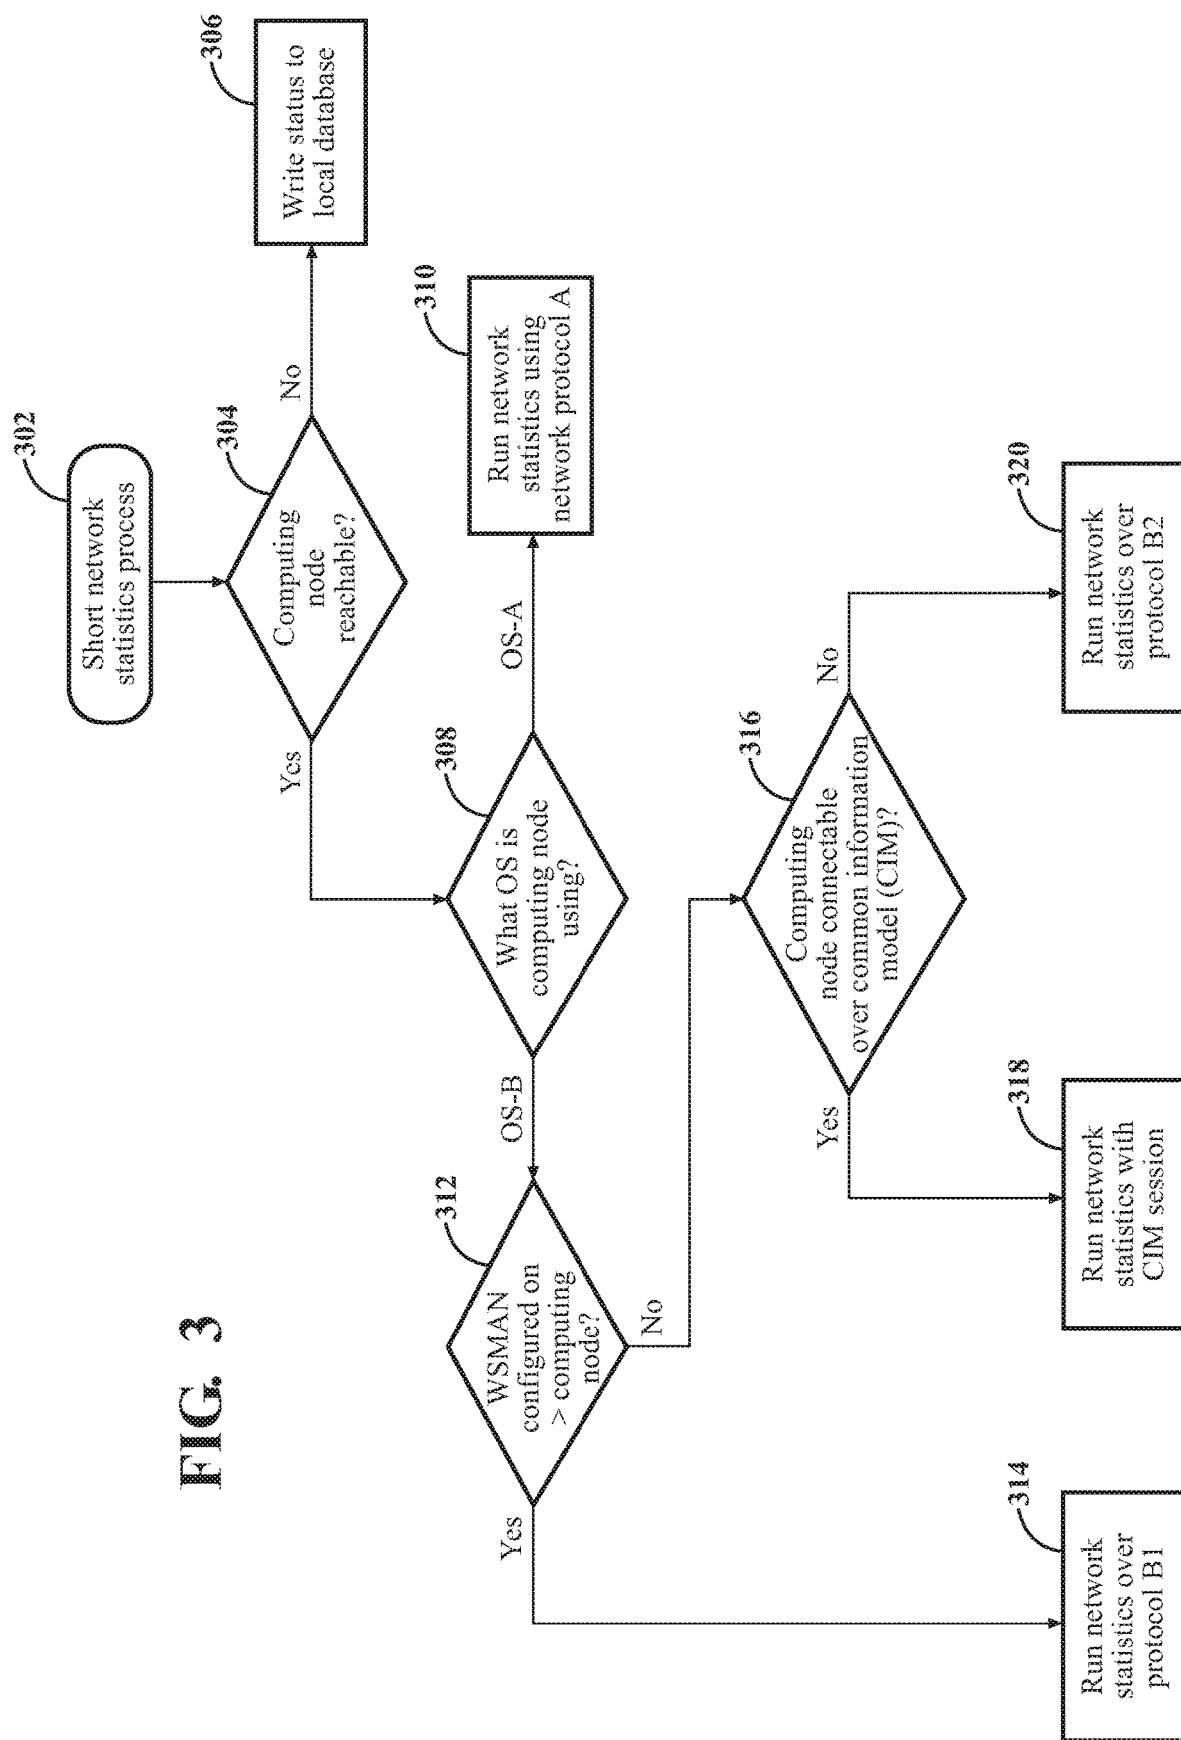 302
Short network
statistics process
304
Computing
node
reachable?
No
306
Write status to
local database
Yes
308
What OS is
computing node
using?
OS-A
310
Run network
statistics using
network protocol A
OS-B
312
WSMAN
configured on
> computing
node?
Yes
314
Run network
statistics over
protocol B1
No
316
Computing
node connectable
over common information
model (CIM)?
Yes
318
Run network
statistics with
CIM session
No
320
Run network
statistics over
protocol B2
FIG. 3